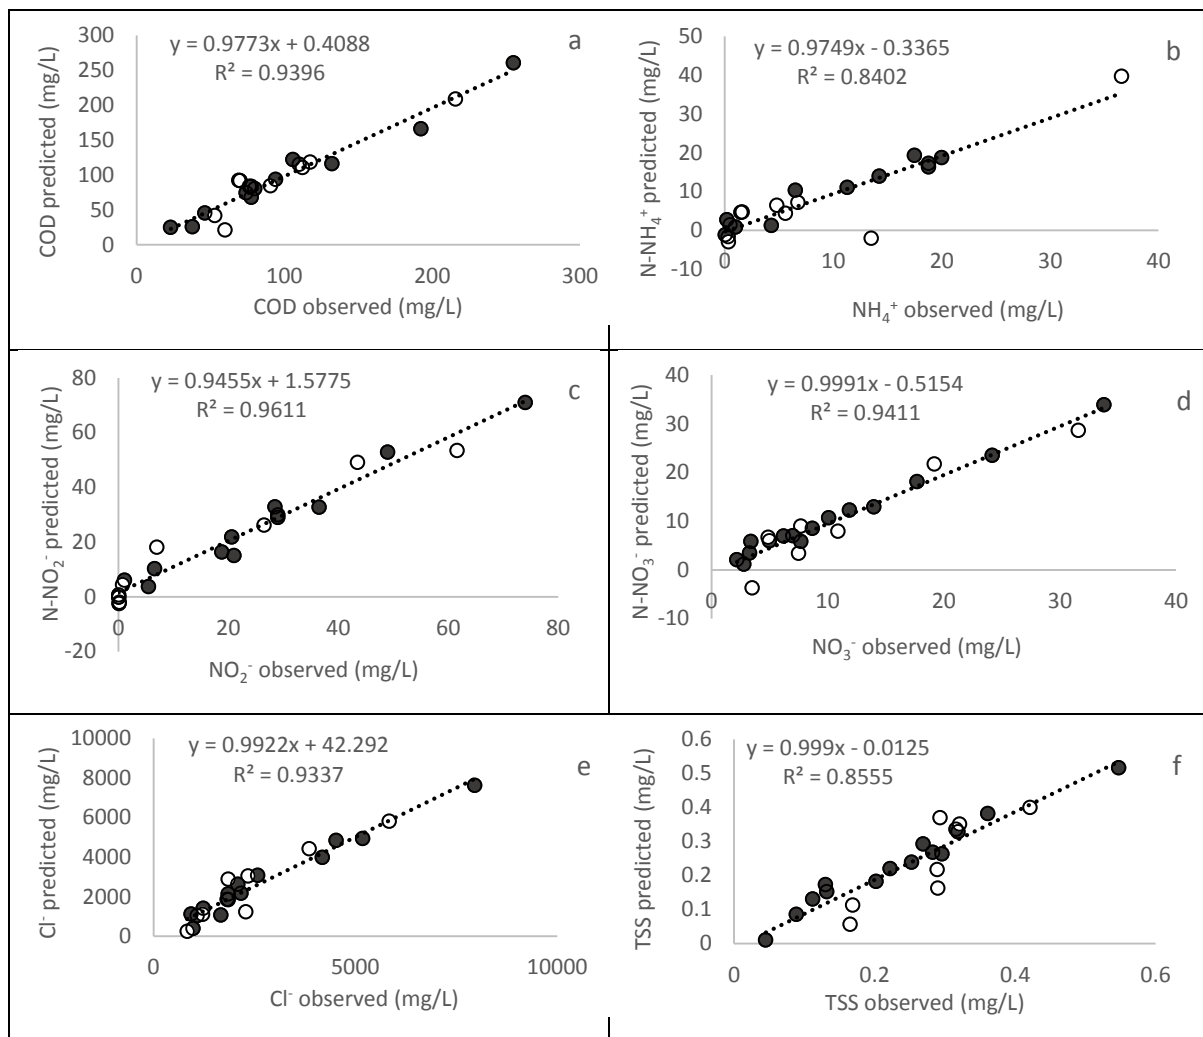 y = 0.9773x + 0.4088
R² = 0.9396
a
COD predicted (mg/L)
300
250
200
150
100
50
0
0 100 200 300
COD observed (mg/L)
y = 0.9749x - 0.3365
R² = 0.8402
b
N-NH₄⁺ predicted (mg/L)
50
40
30
20
10
0
-10
0 10 20 30 40
NH₄⁺ observed (mg/L)
y = 0.9455x + 1.5775
R² = 0.9611
c
N-NO₂⁻ predicted (mg/L)
80
60
40
20
0
-20
0 20 40 60 80
NO₂⁻ observed (mg/L)
y = 0.9991x - 0.5154
R² = 0.9411
d
N-NO₃⁻ predicted (mg/L)
40
30
20
10
0
-10
0 10 20 30 40
NO₃⁻ observed (mg/L)
y = 0.9922x + 42.292
R² = 0.9337
e
Cl⁻ predicted (mg/L)
10000
8000
6000
4000
2000
0
0 5000 10000
Cl⁻ observed (mg/L)
y = 0.999x - 0.0125
R² = 0.8555
f
TSS predicted (mg/L)
0.6
0.5
0.4
0.3
0.2
0.1
0
0 0.2 0.4 0.6
TSS observed (mg/L)